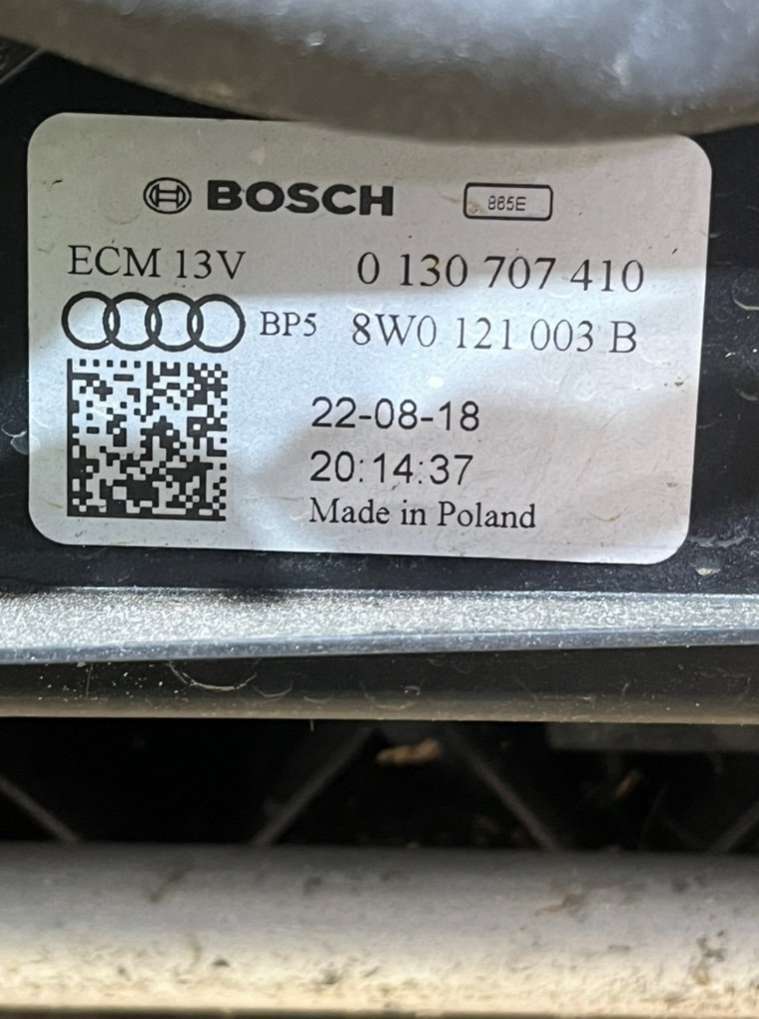 BOSCH 865E
ECM 13V 0 130 707 410
BP5 8W0 121 003 B
22-08-18
20:14:37
Made in Poland